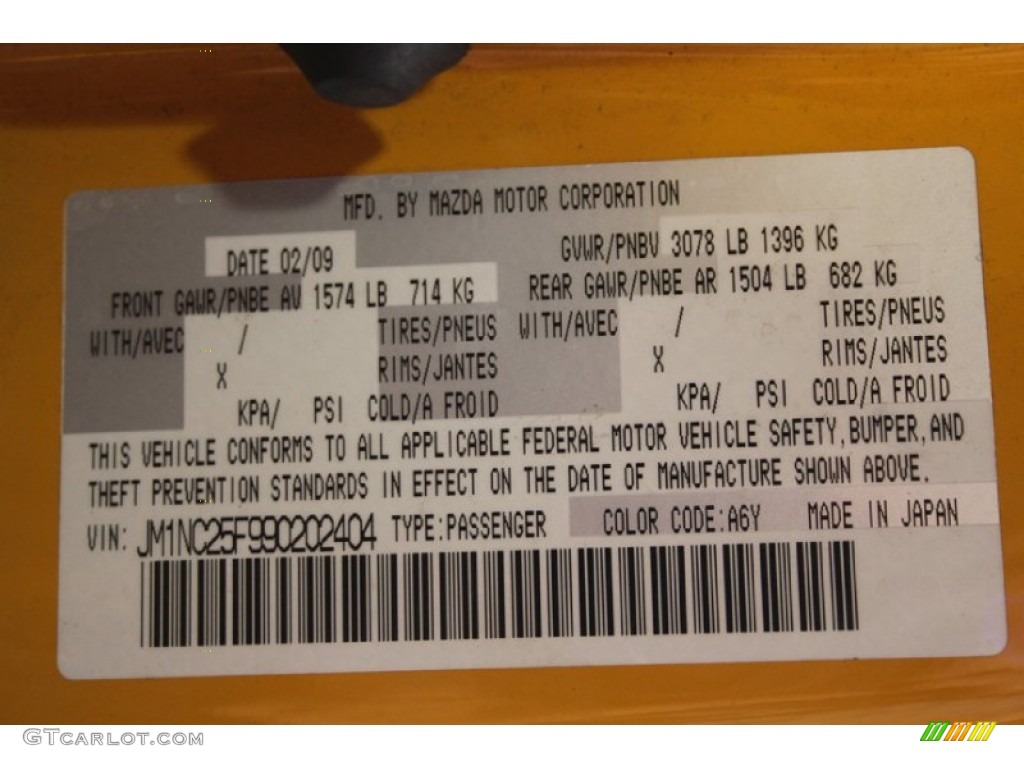 MFD. BY MAZDA MOTOR CORPORATION
DATE 02/09 GVWR/PNBV 3078 LB 1396 KG
FRONT GAWR/PNBE AV 1574 LB 714 KG REAR GAWR/PNBE AR 1504 LB 682 KG
WITH/AVEC / TIRES/PNEUS WITH/AVEC / TIRES/PNEUS
X RIMS/JANTES X RIMS/JANTES
KPA/ PSI COLD/A FROID KPA/ PSI COLD/A FROID
THIS VEHICLE CONFORMS TO ALL APPLICABLE FEDERAL MOTOR VEHICLE SAFETY, BUMPER, AND
THEFT PREVENTION STANDARDS IN EFFECT ON THE DATE OF MANUFACTURE SHOWN ABOVE.
VIN: JM1NC25F990202404 TYPE:PASSENGER COLOR CODE:A6Y MADE IN JAPAN
GTCARLOT.COM